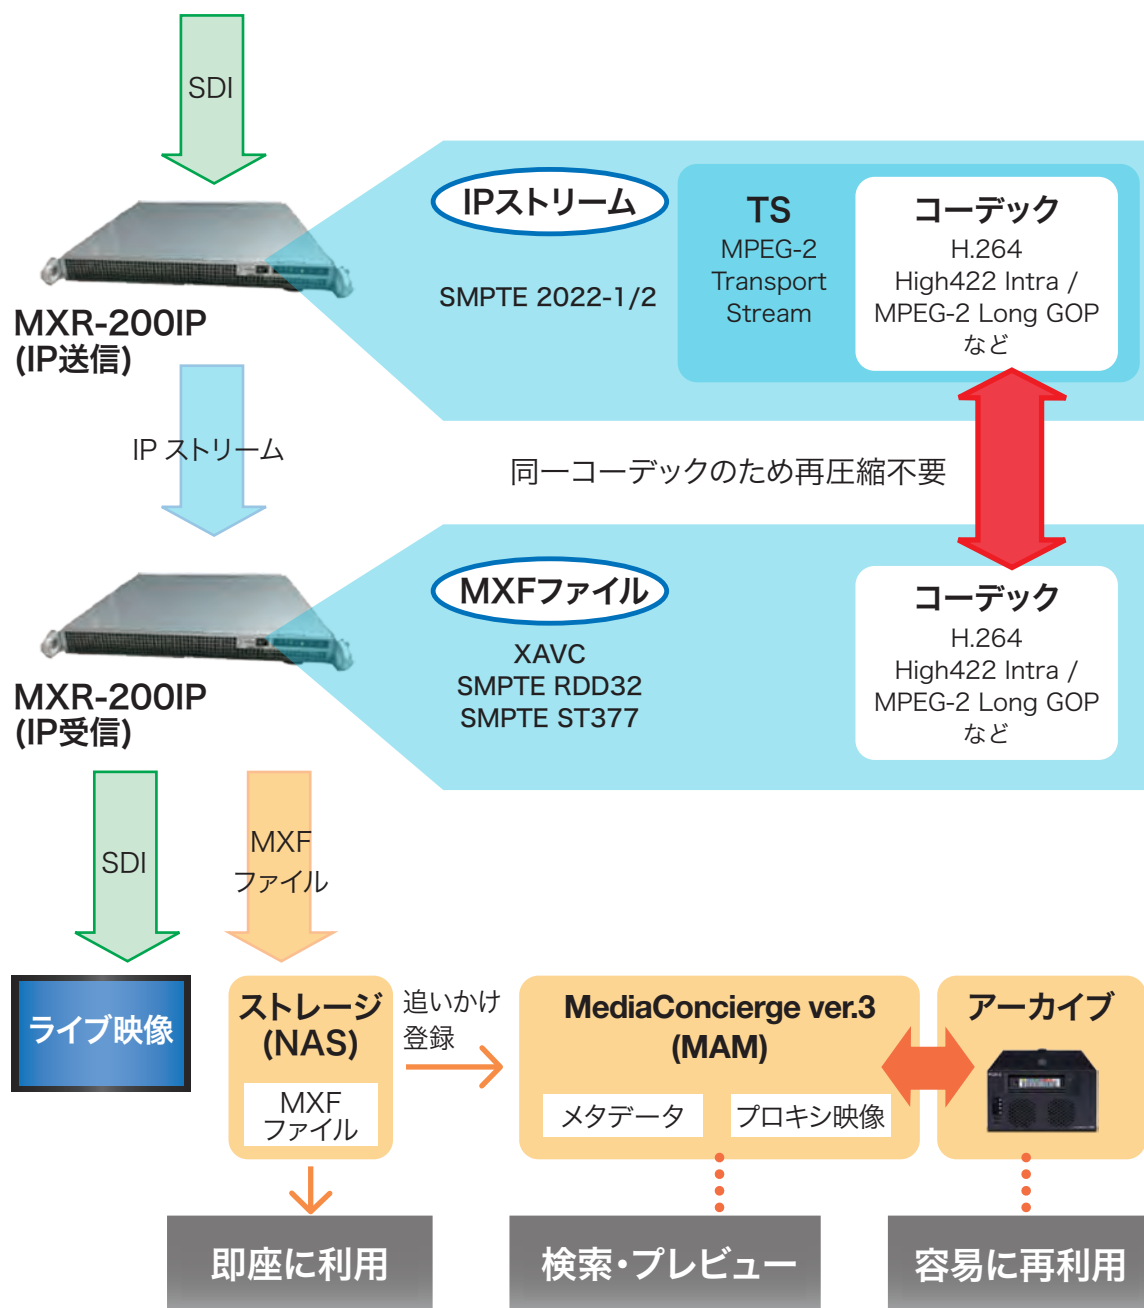 SDI
MXR-200IP
(IP送信)
IPストリーム
SMPTE 2022-1/2
TS
MPEG-2
Transport
Stream
コーデック
H.264
High422 Intra /
MPEG-2 Long GOP
など
IP ストリーム
同一コーデックのため再圧縮不要
MXR-200IP
(IP受信)
MXFファイル
XAVC
SMPTE RDD32
SMPTE ST377
コーデック
H.264
High422 Intra /
MPEG-2 Long GOP
など
SDI
MXF
ファイル
ライブ映像
ストレージ
(NAS)
MXF
ファイル
追いかけ
登録
MediaConcierge ver.3
(MAM)
メタデータ
プロキシ映像
アーカイブ
即座に利用
検索・プレビュー
容易に再利用